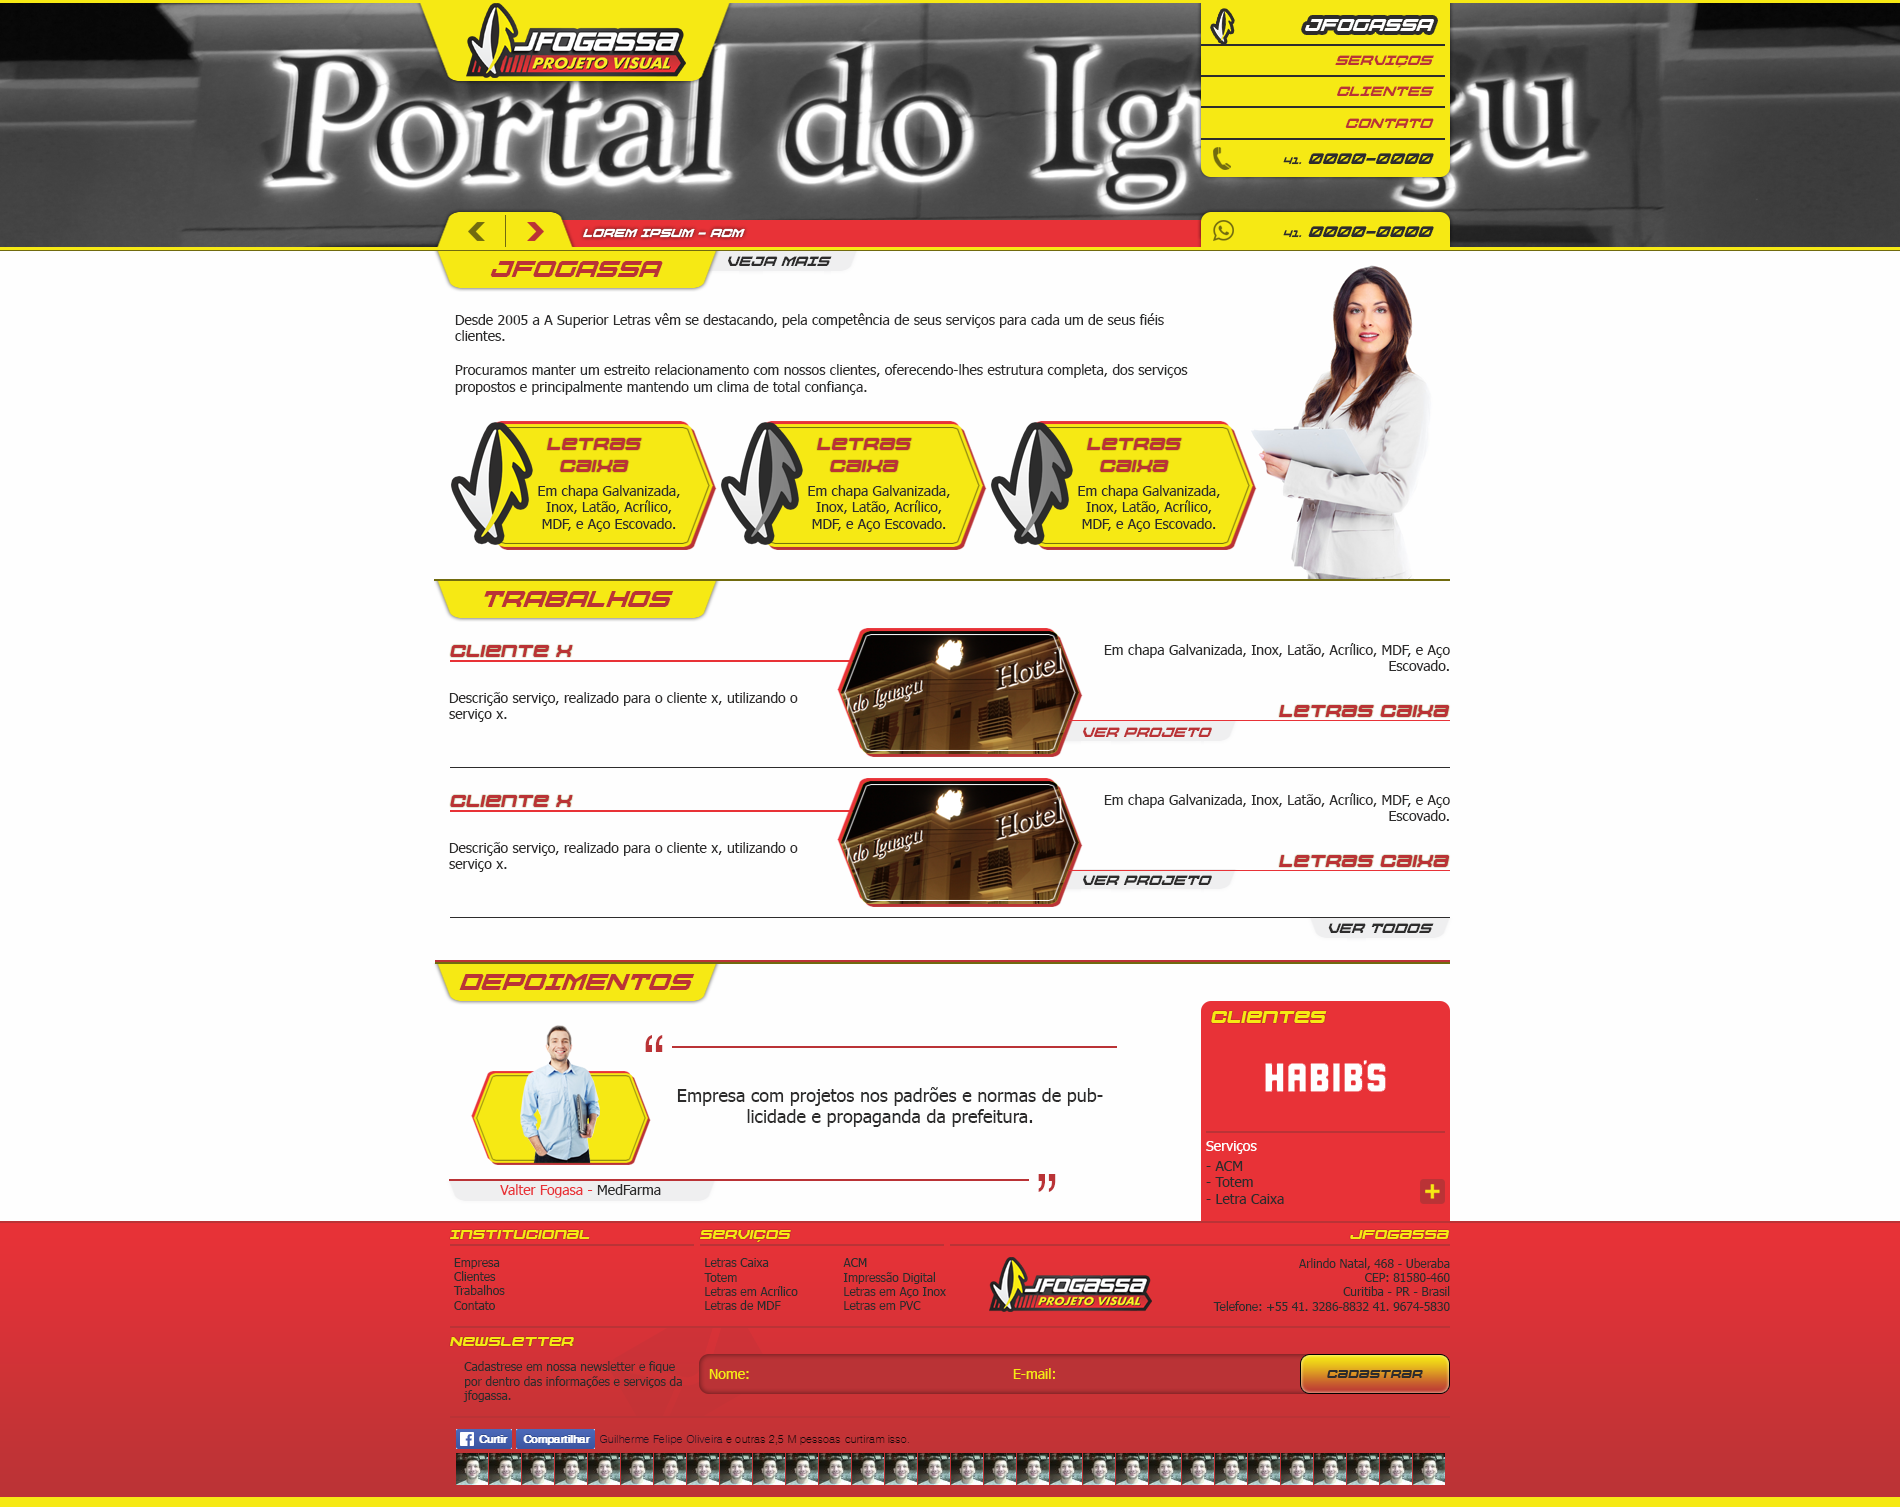 JFOGASSA
PROJETO VISUAL
Portal do Iguaçu
JFOGASSA
SERVIÇOS
CLIENTES
CONTATO
41. 0000-0000
LOREM IPSUM - ACM
41. 0000-0000
JFOGASSA
VEJA MAIS
Desde 2005 a A Superior Letras vêm se destacando, pela competência de seus serviços para cada um de seus fiéis
clientes.
Procuramos manter um estreito relacionamento com nossos clientes, oferecendo-lhes estrutura completa, dos serviços
propostos e principalmente mantendo um clima de total confiança.
LETRAS
CAIXA
Em chapa Galvanizada,
Inox, Latão, Acrílico,
MDF, e Aço Escovado.
LETRAS
CAIXA
Em chapa Galvanizada,
Inox, Latão, Acrílico,
MDF, e Aço Escovado.
LETRAS
CAIXA
Em chapa Galvanizada,
Inox, Latão, Acrílico,
MDF, e Aço Escovado.
TRABALHOS
CLIENTE X
Descrição serviço, realizado para o cliente x, utilizando o
serviço x.
l do Iguaçu
Hotel
Em chapa Galvanizada, Inox, Latão, Acrílico, MDF, e Aço
Escovado.
LETRAS CAIXA
VER PROJETO
CLIENTE X
Descrição serviço, realizado para o cliente x, utilizando o
serviço x.
l do Iguaçu
Hotel
Em chapa Galvanizada, Inox, Latão, Acrílico, MDF, e Aço
Escovado.
LETRAS CAIXA
VER PROJETO
VER TODOS
DEPOIMENTOS
“
Empresa com projetos nos padrões e normas de pub-
licidade e propaganda da prefeitura.
”
Valter Fogasa - MedFarma
CLIENTES
HABIB'S
Serviços
- ACM
- Totem
- Letra Caixa
+
INSTITUCIONAL
Empresa
Clientes
Trabalhos
Contato
SERVIÇOS
Letras Caixa
Totem
Letras em Acrílico
Letras de MDF
ACM
Impressão Digital
Letras em Aço Inox
Letras em PVC
JFOGASSA
PROJETO VISUAL
JFOGASSA
Arlindo Natal, 468 - Uberaba
CEP: 81580-460
Curitiba - PR - Brasil
Telefone: +55 41. 3286-8832 41. 9674-5830
NEWSLETTER
Cadastrese em nossa newsletter e fique
por dentro das informações e serviços da
jfogassa.
Nome:
E-mail:
CADASTRAR
Curtir
Compartilhar
Guilherme Felipe Oliveira e outras 2,5 M pessoas curtiram isso.